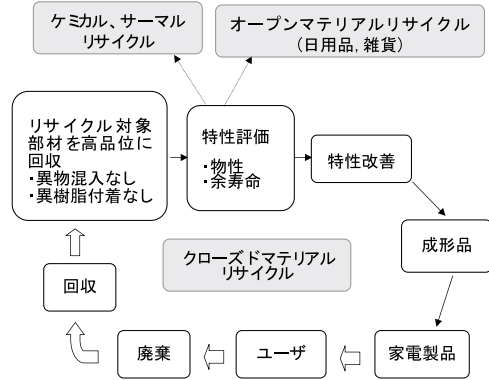 ケミカル、サーマル
リサイクル
オープンマテリアルリサイクル
(日用品, 雑貨)
リサイクル対象
部材を高品位に
回収
・異物混入なし
・異樹脂付着なし
特性評価
・物性
・余寿命
特性改善
成形品
クローズドマテリアル
リサイクル
回収
廃棄
ユーザ
家電製品